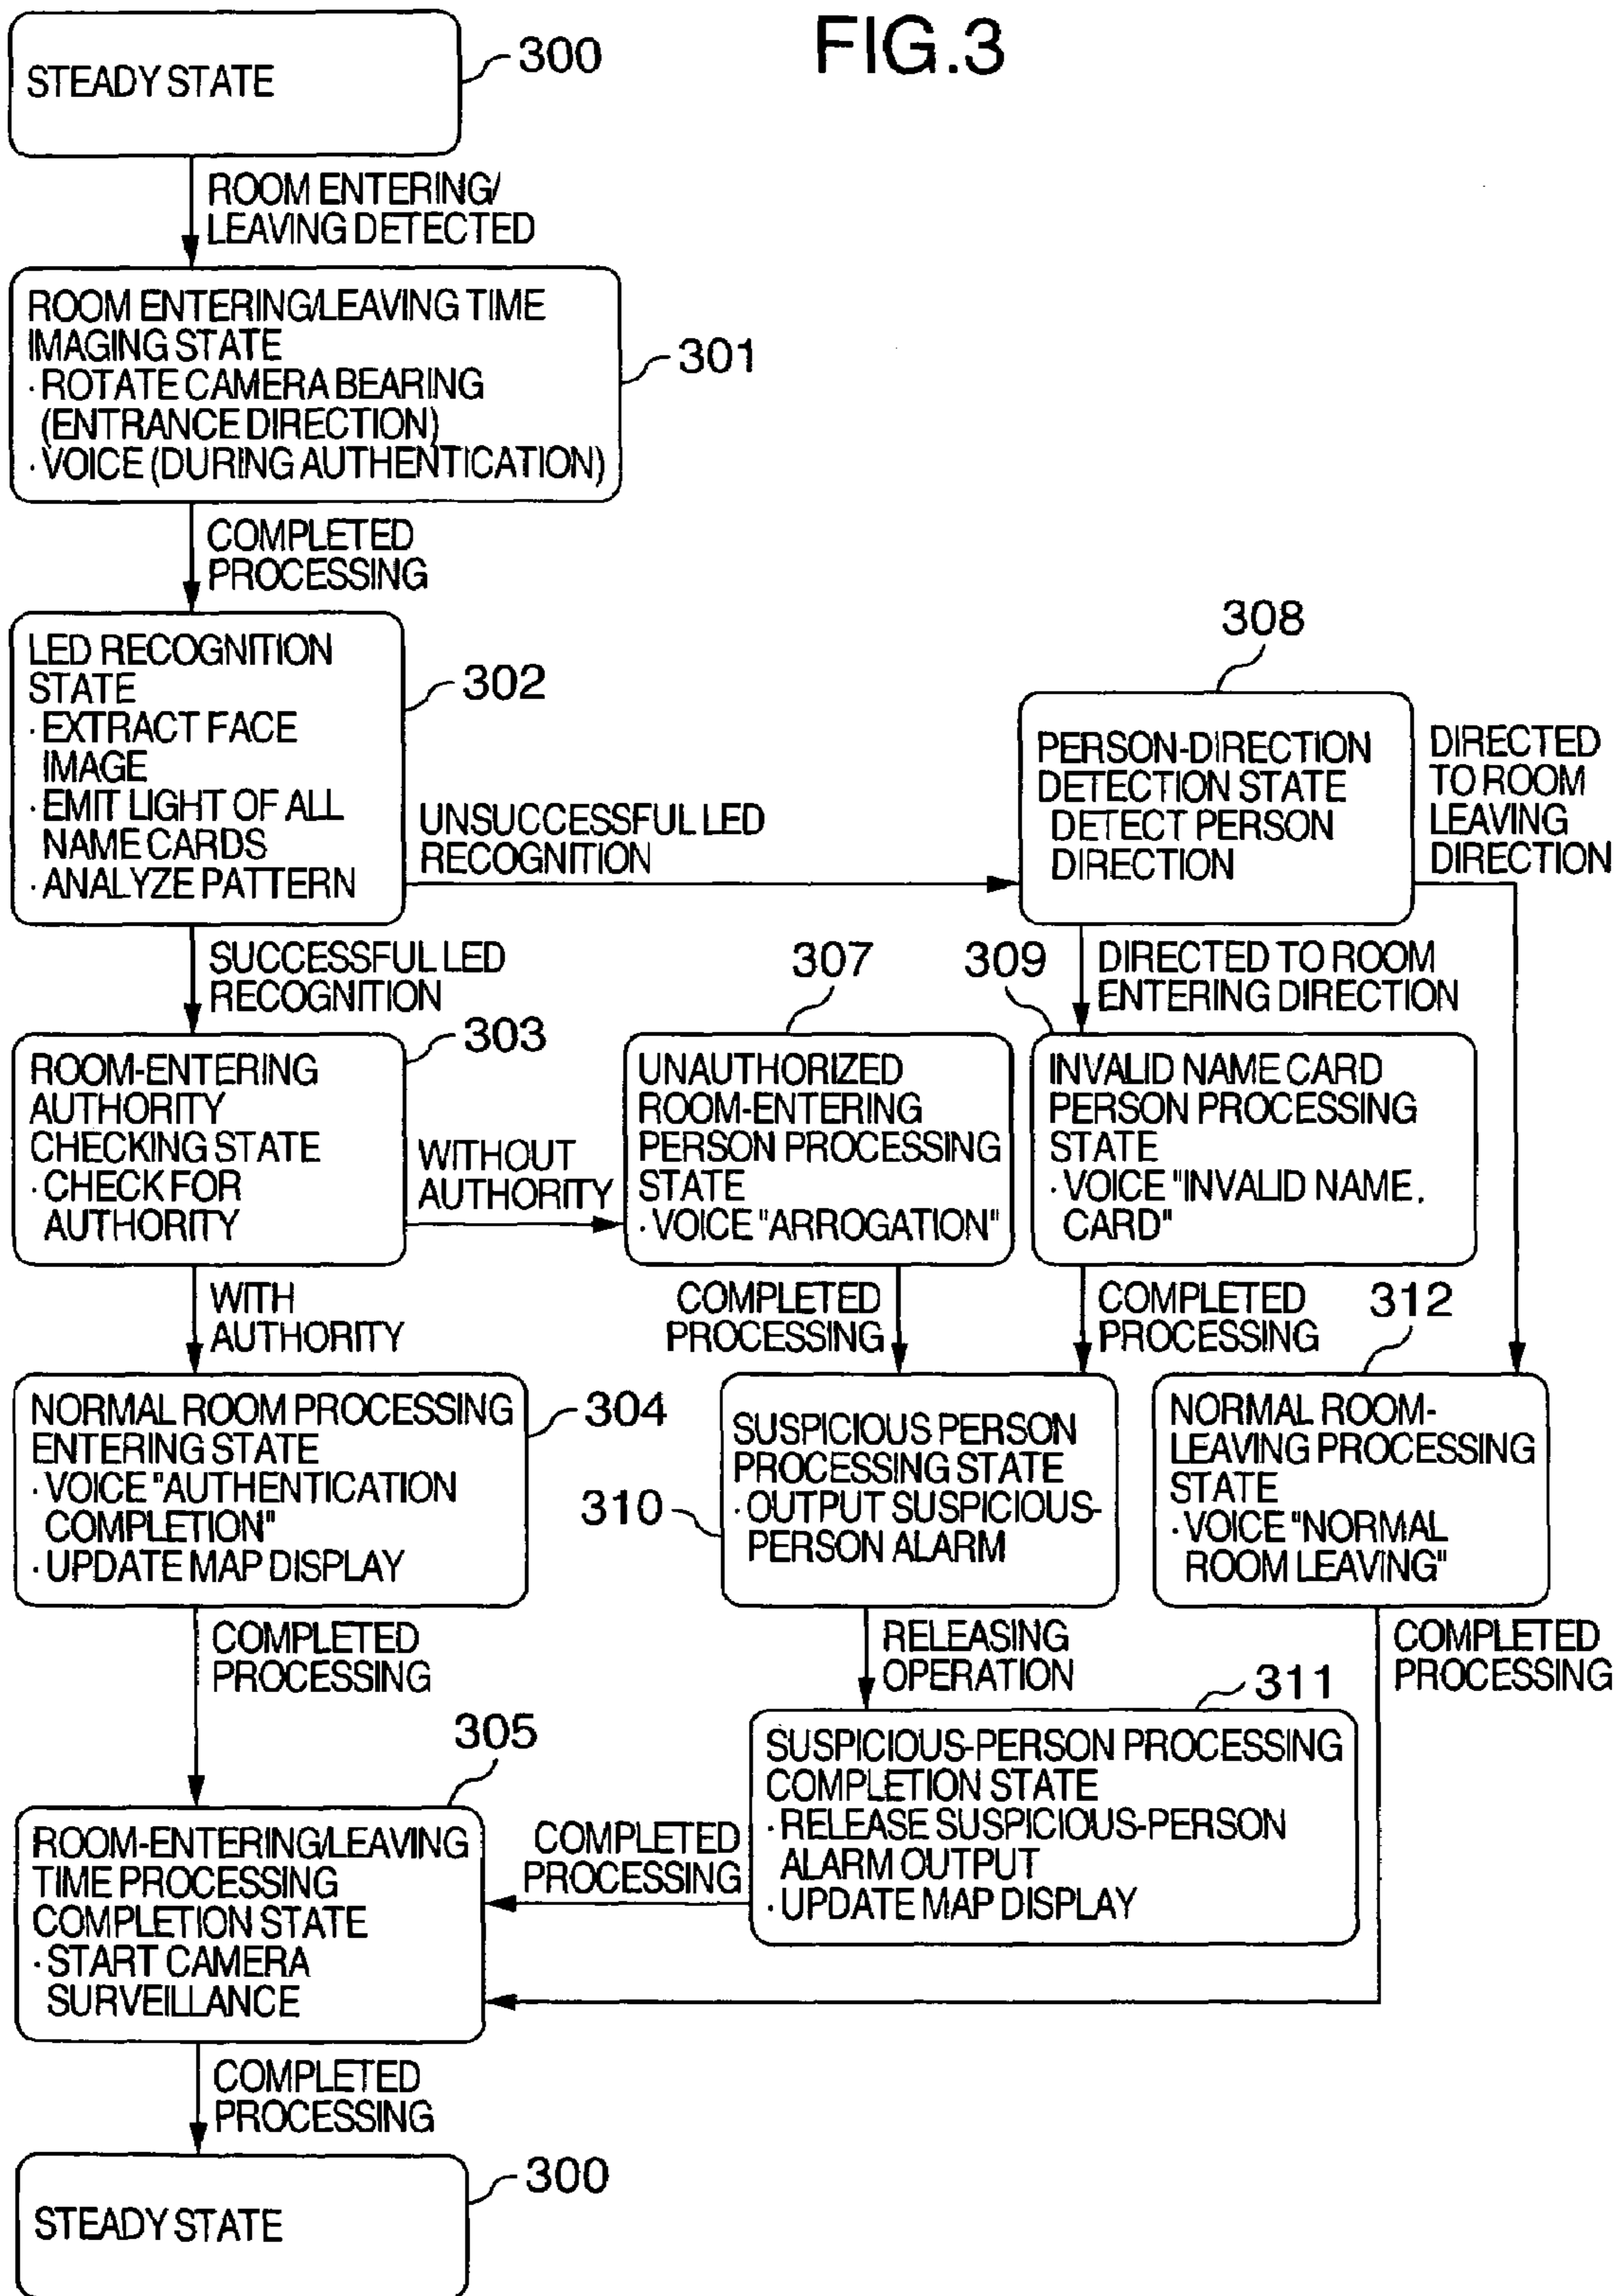 FIG.3
STEADY STATE
300
ROOM ENTERING/
LEAVING DETECTED
ROOM ENTERING/LEAVING TIME
IMAGING STATE
· ROTATE CAMERA BEARING
(ENTRANCE DIRECTION)
· VOICE (DURING AUTHENTICATION)
301
COMPLETED
PROCESSING
LED RECOGNITION
STATE
· EXTRACT FACE
IMAGE
· EMIT LIGHT OF ALL
NAME CARDS
· ANALYZE PATTERN
302
UNSUCCESSFUL LED
RECOGNITION
308
PERSON-DIRECTION
DETECTION STATE
DETECT PERSON
DIRECTION
DIRECTED
TO ROOM
LEAVING
DIRECTION
SUCCESSFUL LED
RECOGNITION
307
309
DIRECTED TO ROOM
ENTERING DIRECTION
ROOM-ENTERING
AUTHORITY
CHECKING STATE
· CHECK FOR
AUTHORITY
303
WITHOUT
AUTHORITY
UNAUTHORIZED
ROOM-ENTERING
PERSON PROCESSING
STATE
· VOICE "ARROGATION"
INVALID NAME CARD
PERSON PROCESSING
STATE
· VOICE "INVALID NAME.
CARD"
WITH
AUTHORITY
COMPLETED
PROCESSING
COMPLETED
PROCESSING
312
NORMAL ROOM PROCESSING
ENTERING STATE
· VOICE "AUTHENTICATION
COMPLETION"
· UPDATE MAP DISPLAY
304
310
SUSPICIOUS PERSON
PROCESSING STATE
· OUTPUT SUSPICIOUS-
PERSON ALARM
NORMAL ROOM-
LEAVING PROCESSING
STATE
· VOICE "NORMAL
ROOM LEAVING"
COMPLETED
PROCESSING
RELEASING
OPERATION
COMPLETED
PROCESSING
305
311
ROOM-ENTERING/LEAVING
TIME PROCESSING
COMPLETION STATE
· START CAMERA
SURVEILLANCE
COMPLETED
PROCESSING
SUSPICIOUS-PERSON PROCESSING
COMPLETION STATE
· RELEASE SUSPICIOUS-PERSON
ALARM OUTPUT
· UPDATE MAP DISPLAY
COMPLETED
PROCESSING
STEADY STATE
300